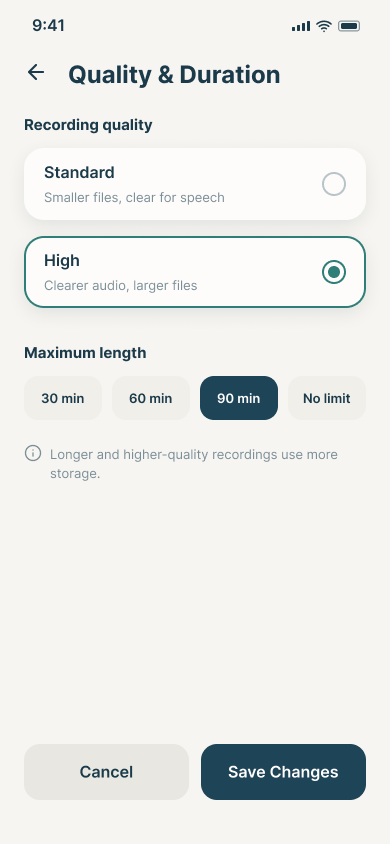 9:41
Quality & Duration
Recording quality
Standard
Smaller files, clear for speech
High
Clearer audio, larger files
Maximum length
30 min 60 min 90 min No limit
Longer and higher-quality recordings use more
storage.
Cancel Save Changes